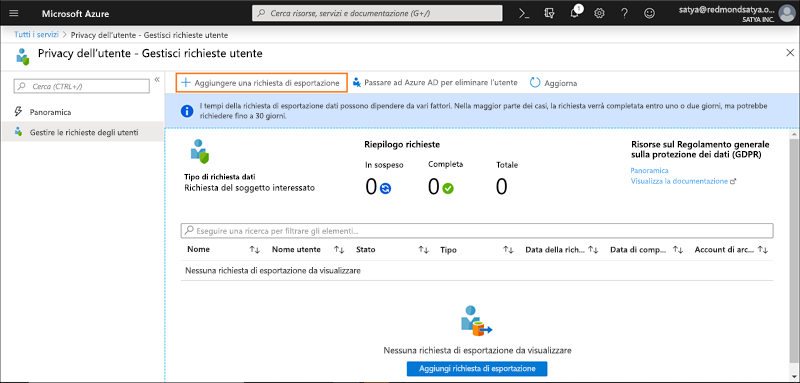 Microsoft Azure
Cerca risorse, servizi e documentazione (G+/)
1
satya@redmondsatya.o...
SATYA INC.
Tutti i servizi > Privacy dell'utente - Gestisci richieste utente
Privacy dell'utente - Gestisci richieste utente
Cerca (CTRL+/)
Panoramica
Gestire le richieste degli utenti
Aggiungere una richiesta di esportazione
Passare ad Azure AD per eliminare l'utente
Aggiorna
I tempi della richiesta di esportazione dati possono dipendere da vari fattori. Nella maggior parte dei casi, la richiesta verrà completata entro uno o due giorni, ma potrebbe
richiedere fino a 30 giorni.
Tipo di richiesta dati
Richiesta del soggetto interessato
Riepilogo richieste
In sospeso Completa Totale
0 0 0
Risorse sul Regolamento generale
sulla protezione dei dati (GDPR)
Panoramica
Visualizza la documentazione
Eseguire una ricerca per filtrare gli elementi...
Nome Nome utente Stato Tipo Data della rich... Data di comp... Account di arc...
Nessuna richiesta di esportazione da visualizzare
Nessuna richiesta di esportazione da visualizzare
Aggiungi richiesta di esportazione